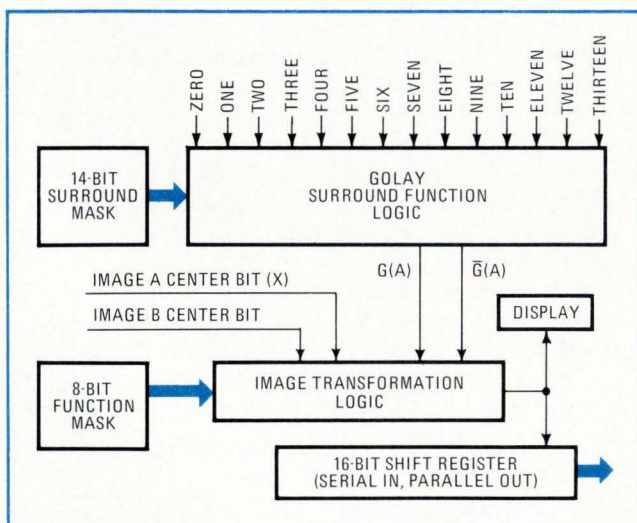 ZERO
ONE
TWO
THREE
FOUR
FIVE
SIX
SEVEN
EIGHT
NINE
TEN
ELEVEN
TWELVE
THIRTEEN
14-BIT
SURROUND
MASK
GOLAY
SURROUND FUNCTION
LOGIC
G(A)
G̅(A)
IMAGE A CENTER BIT (X)
IMAGE B CENTER BIT
DISPLAY
8-BIT
FUNCTION
MASK
IMAGE TRANSFORMATION
LOGIC
16-BIT SHIFT REGISTER
(SERIAL IN, PARALLEL OUT)